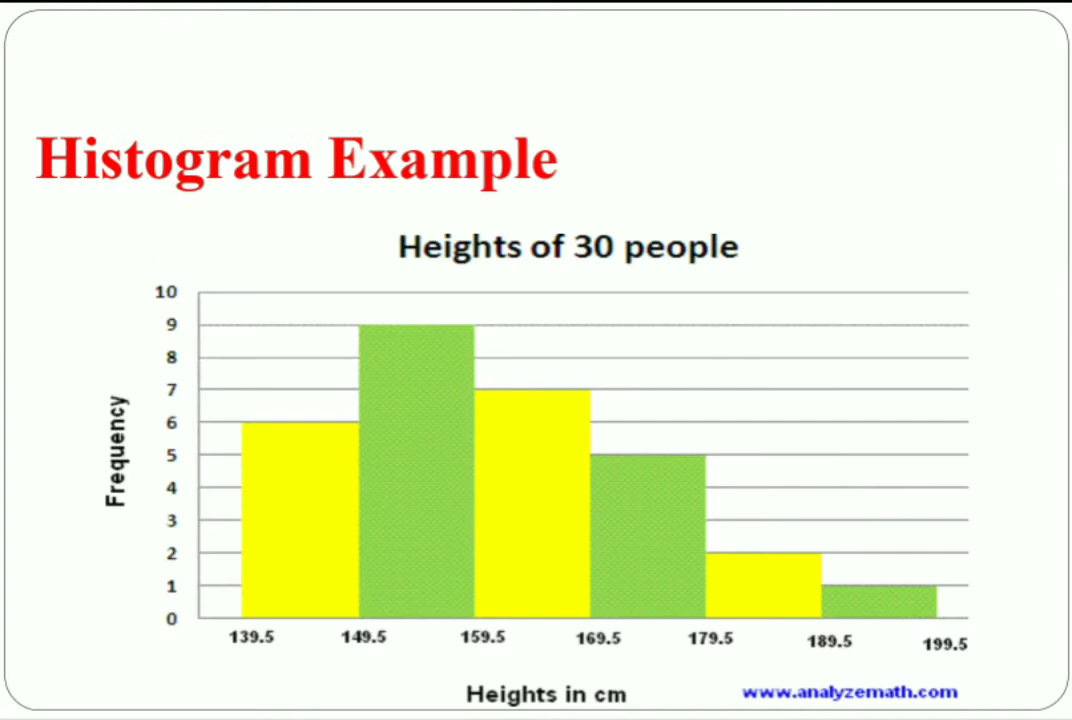 Histogram Example
Heights of 30 people
10
9
8
7
6
5
4
3
2
1
0
Frequency
139.5 149.5 159.5 169.5 179.5 189.5 199.5
Heights in cm
www.analyzemath.com